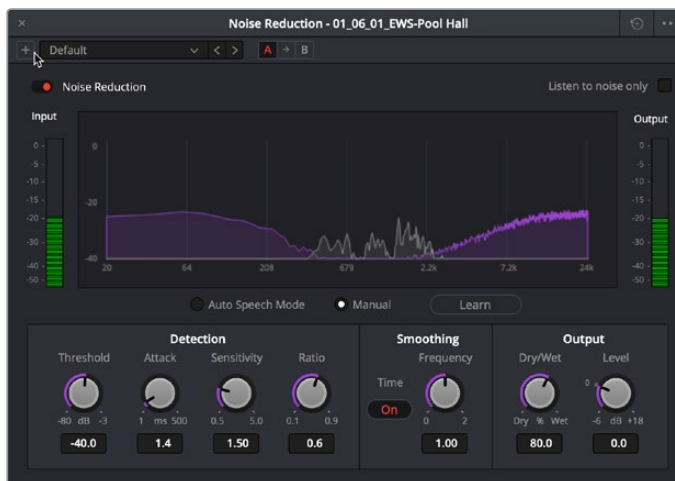 Noise Reduction - 01_06_01_EWS-Pool Hall
Default
A
B
Noise Reduction
Listen to noise only
Input
Output
0
-5
-10
-15
-20
-30
-40
-50
0
-20
-40
20
64
208
679
2.2k
7.2k
24k
0
-5
-10
-15
-20
-30
-40
-50
Auto Speech Mode
Manual
Learn
Detection
Smoothing
Output
Threshold
Attack
Sensitivity
Ratio
Frequency
Dry/Wet
Level
Time
On
0
-80 dB -3
1 ms 500
0.5 5.0
0.1 0.9
0 2
Dry % Wet
-6 dB +18
-40.0
1.4
1.50
0.6
1.00
80.0
0.0